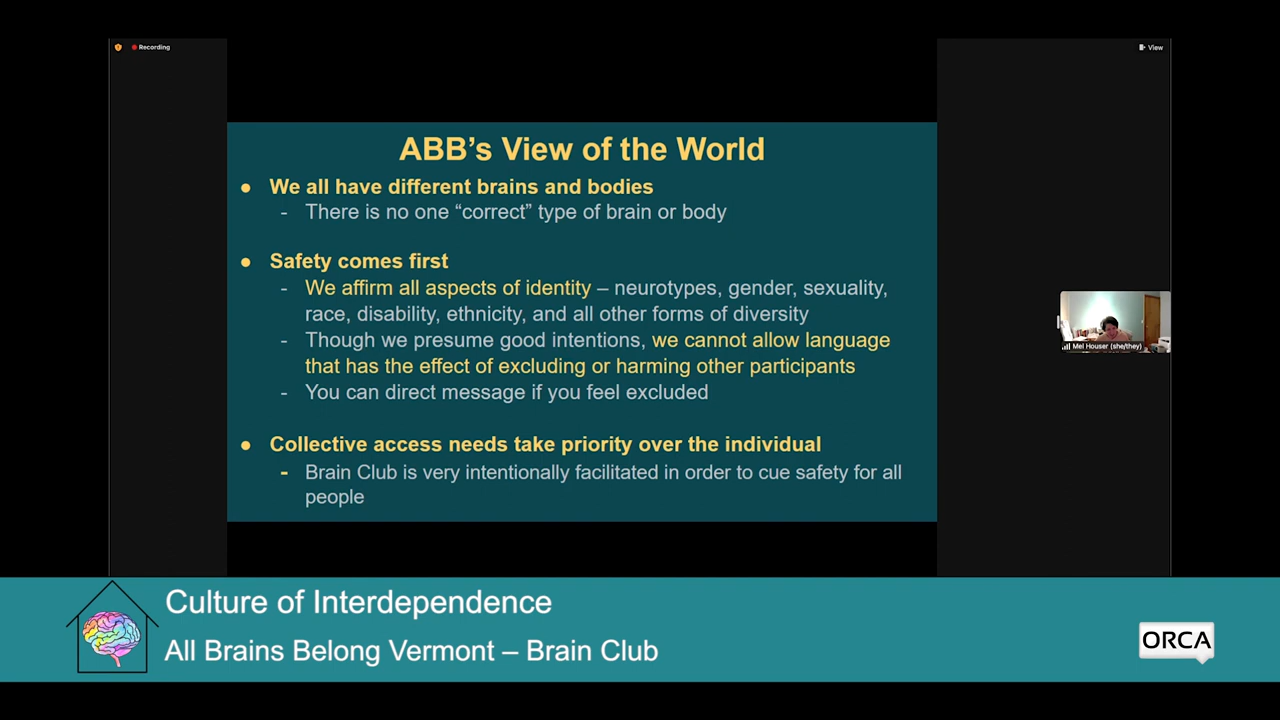 Recording
View
ABB's View of the World
● We all have different brains and bodies
- There is no one “correct” type of brain or body
● Safety comes first
- We affirm all aspects of identity – neurotypes, gender, sexuality,
race, disability, ethnicity, and all other forms of diversity
- Though we presume good intentions, we cannot allow language
that has the effect of excluding or harming other participants
- You can direct message if you feel excluded
● Collective access needs take priority over the individual
- Brain Club is very intentionally facilitated in order to cue safety for all
people
Mel Houser (she/they)
Culture of Interdependence
All Brains Belong Vermont – Brain Club
ORCA